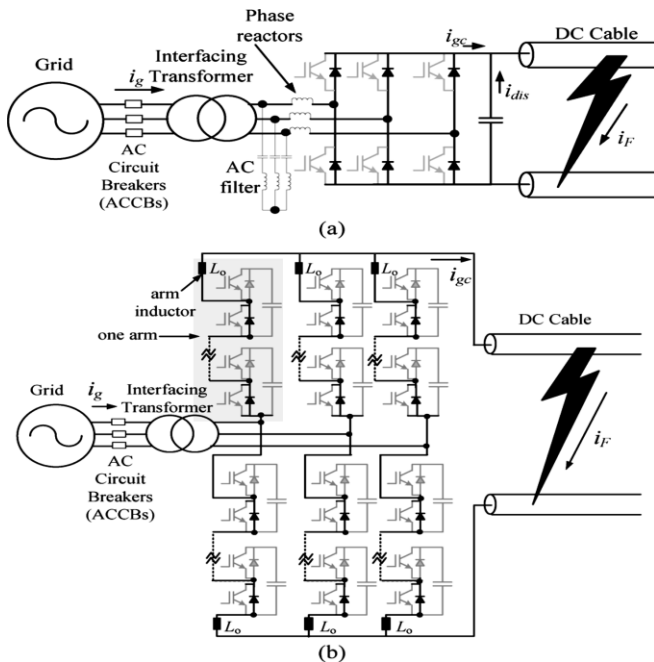 Phase
reactors
Grid
Interfacing
Transformer
i_g
i_gc
DC Cable
i_dis
i_F
AC
Circuit
Breakers
(ACCBs)
AC
filter
(a)
L_o
L_o
L_o
i_gc
arm
inductor
one arm
DC Cable
Grid
i_g
Interfacing
Transformer
i_F
AC
Circuit
Breakers
(ACCBs)
L_o
L_o
L_o
(b)